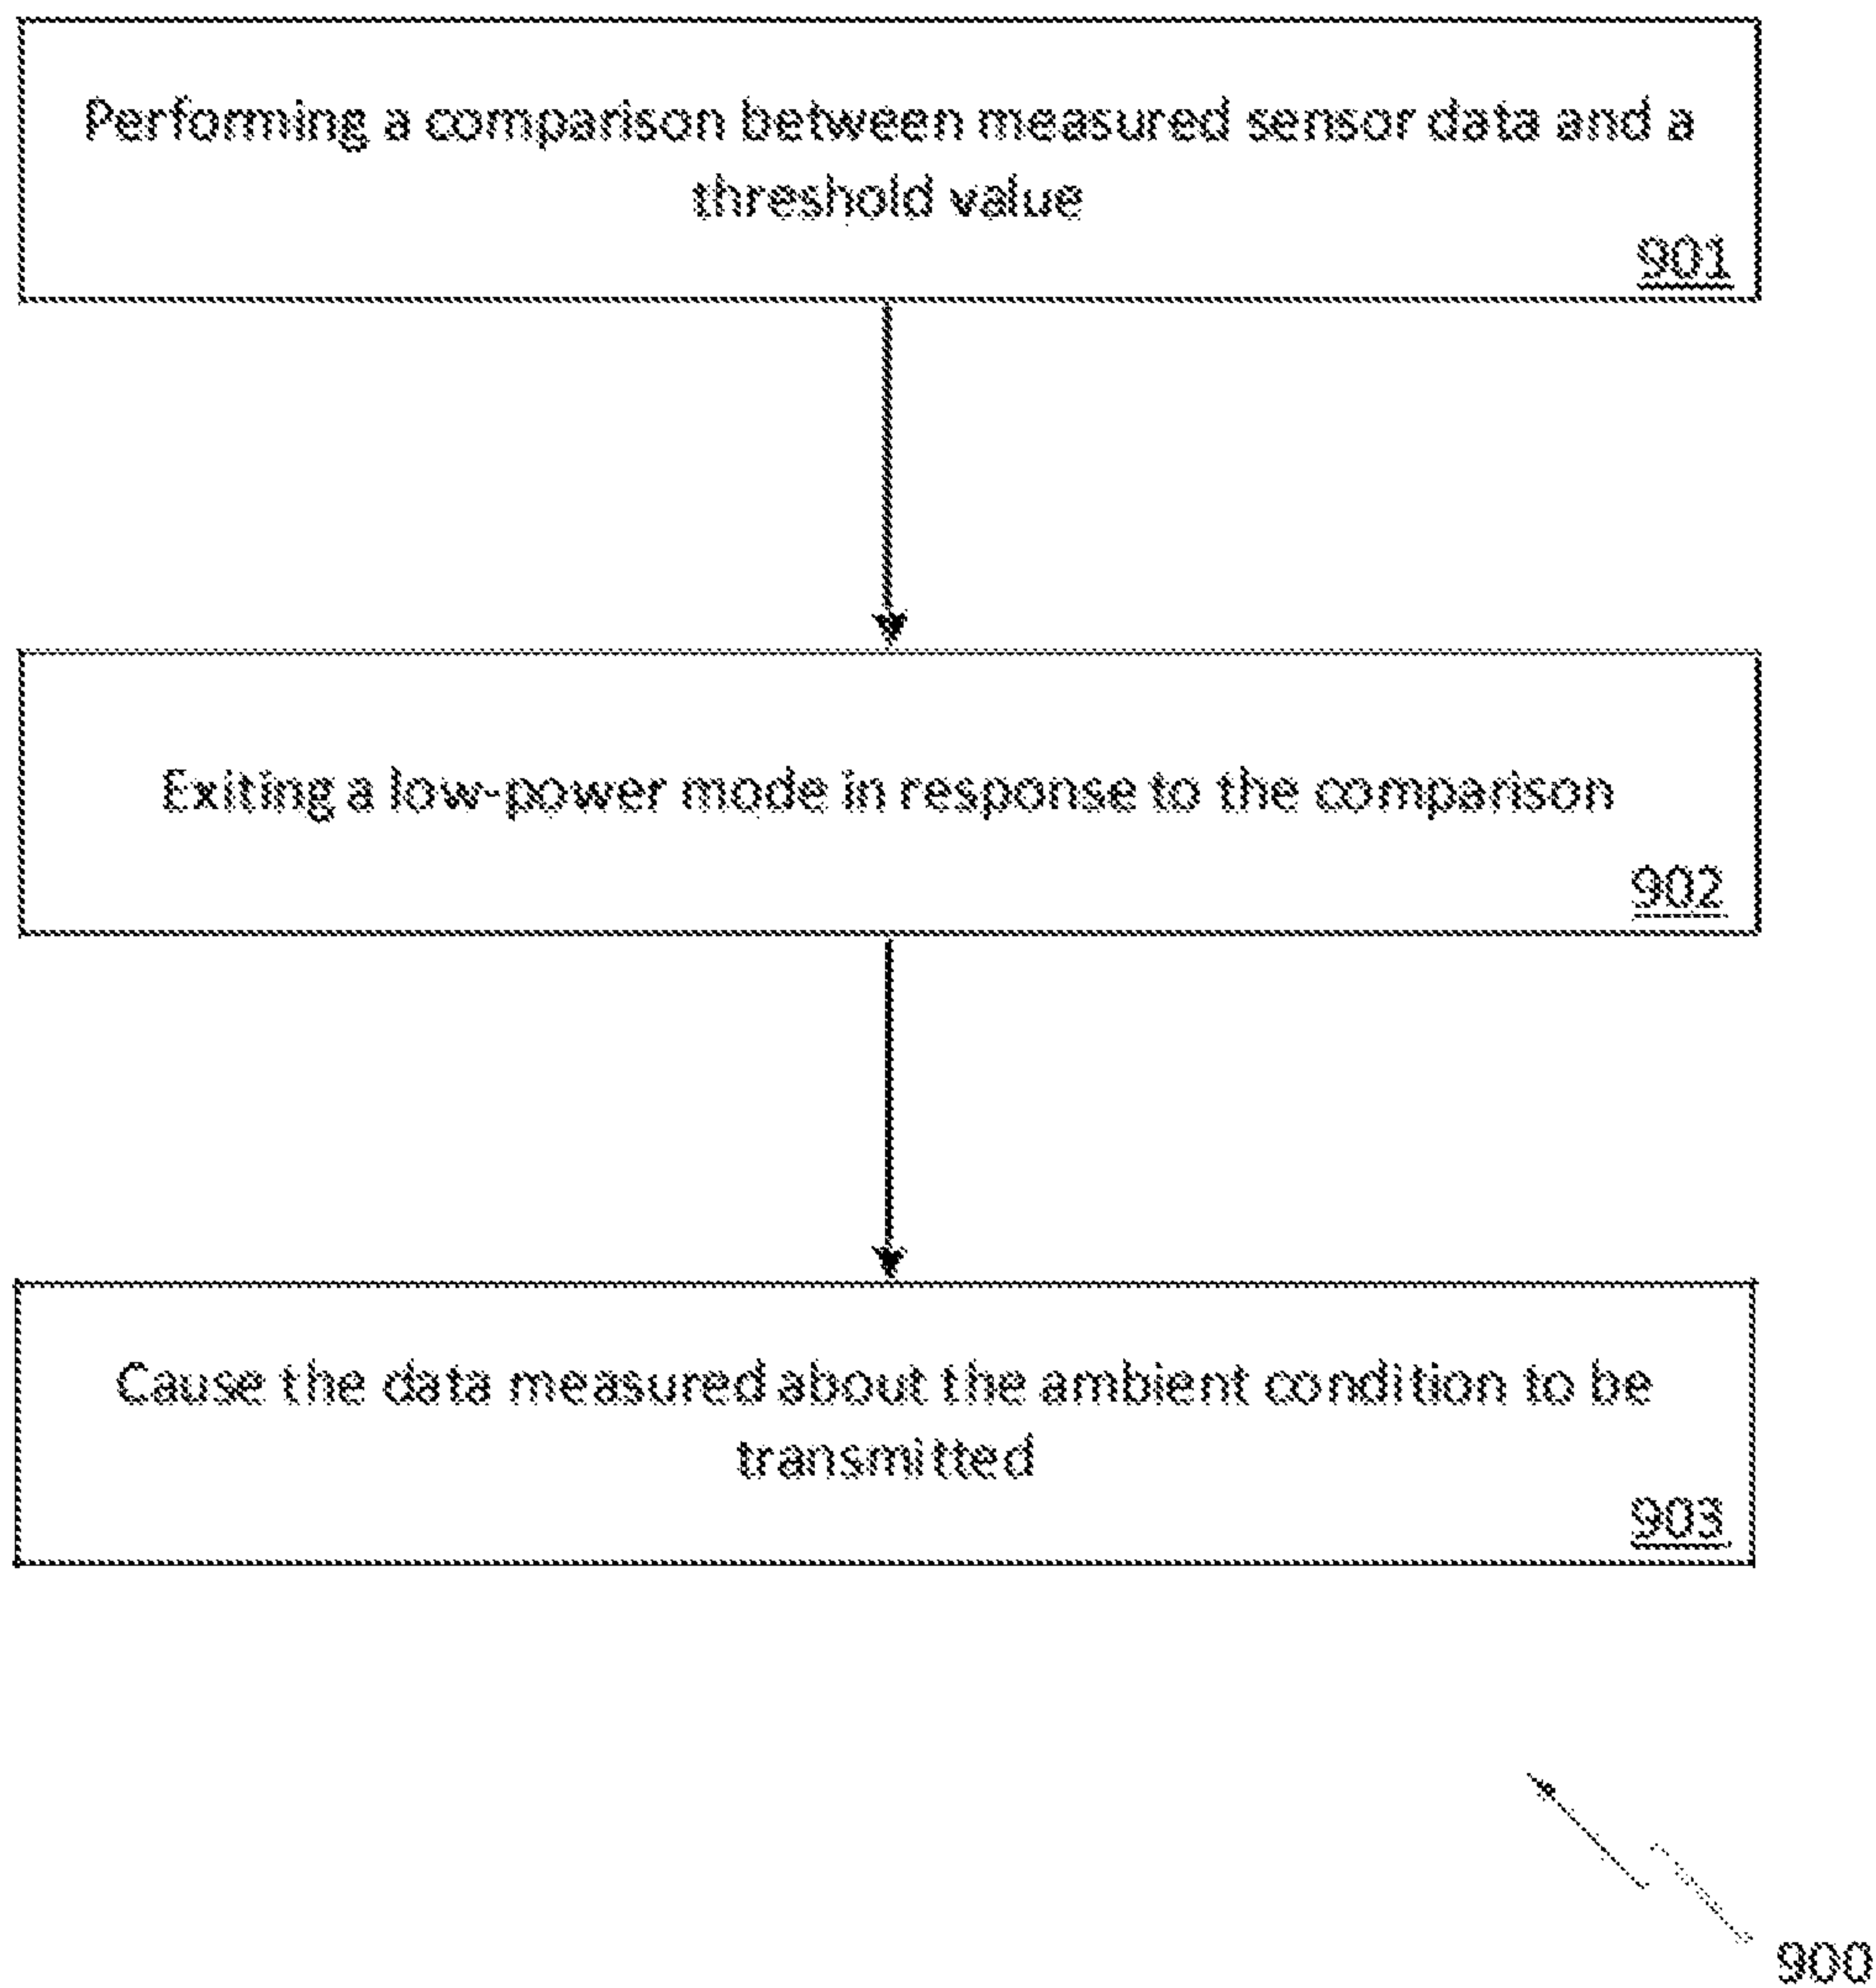 Performing a comparison between measured sensor data and a
threshold value
901
Exiting a low-power mode in response to the comparison
902
Cause the data measured about the ambient condition to be
transmitted
903
900